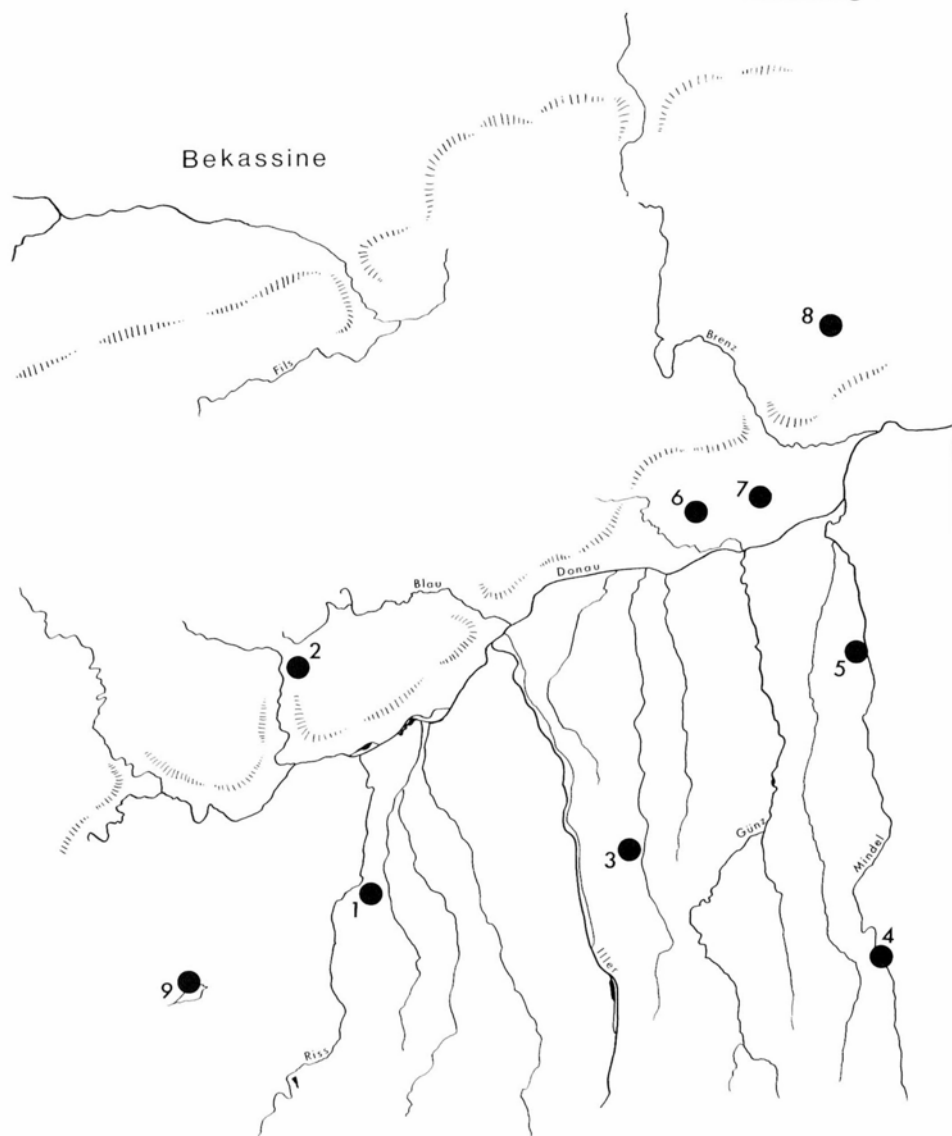 Bekassine
8
Brenz
Fils
6
7
Donau
Blau
2
5
Günz
3
Mindel
1
4
Iller
9
Riss